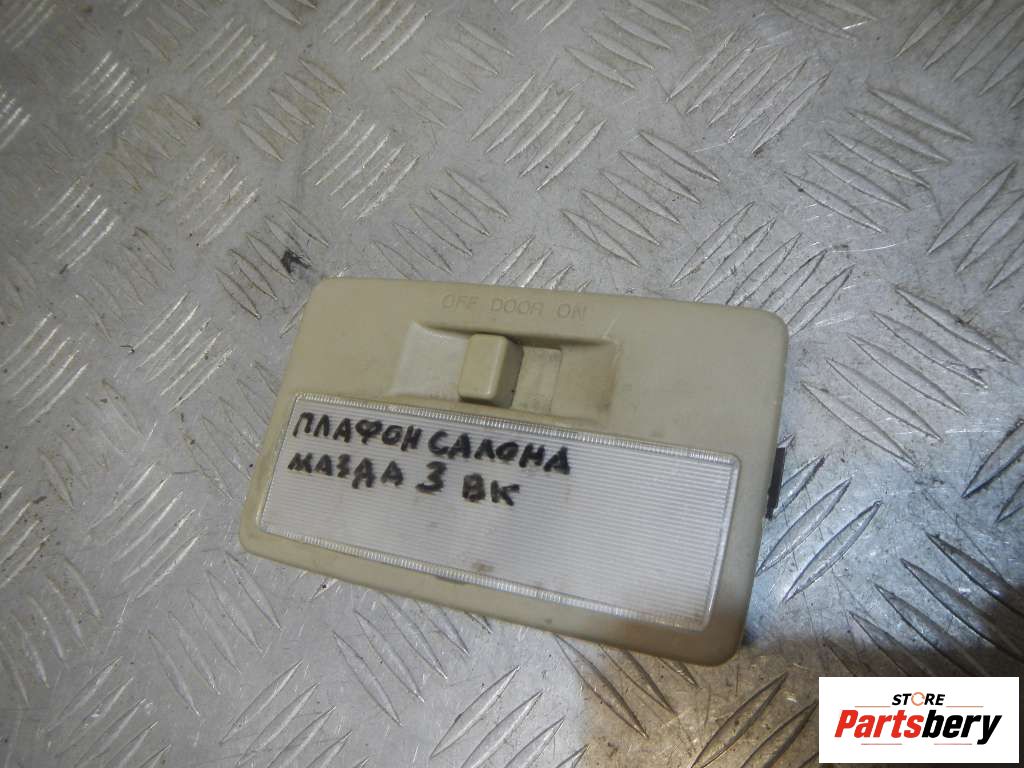 OFF DOOR ON
ПЛАФОН САЛОНА
МАЗДА 3 ВК
STORE
Partsbery